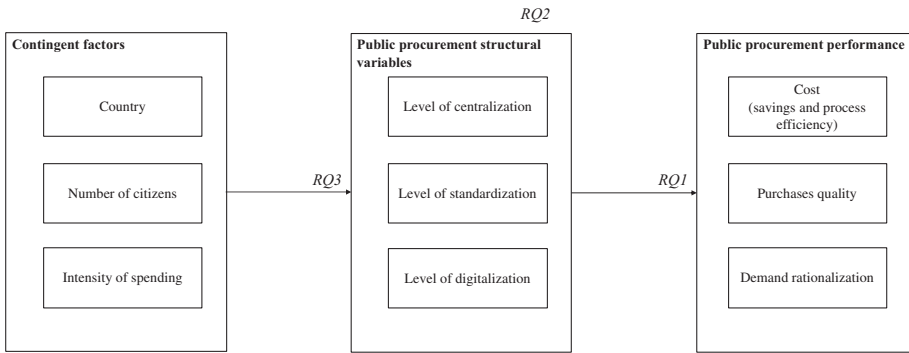 RQ2
Contingent factors
Country
Number of citizens
Intensity of spending
RQ3
Public procurement structural
variables
Level of centralization
Level of standardization
Level of digitalization
RQ1
Public procurement performance
Cost
(savings and process
efficiency)
Purchases quality
Demand rationalization